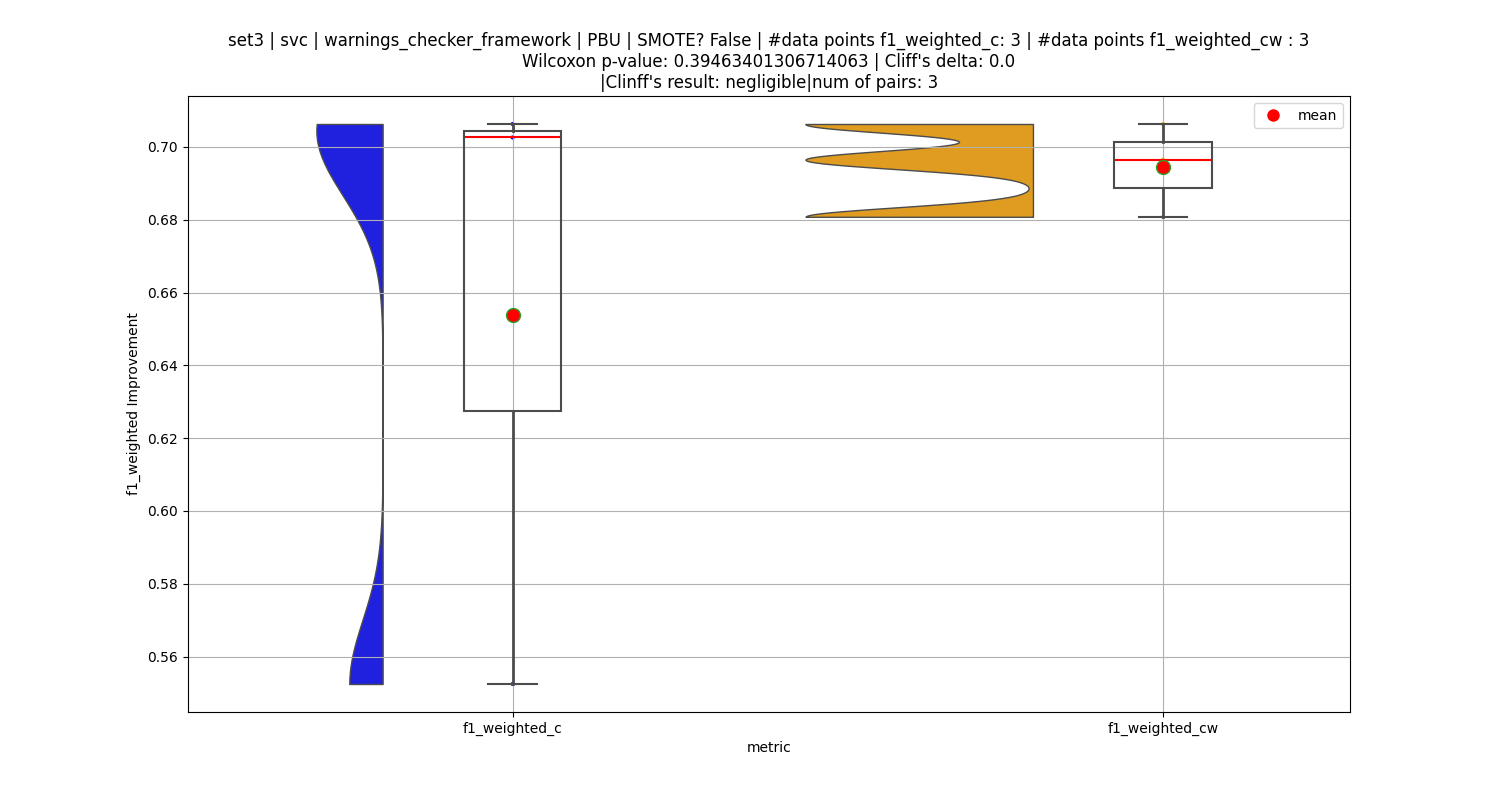 set3 | svc | warnings_checker_framework | PBU | SMOTE? False | #data points f1_weighted_c: 3 | #data points f1_weighted_cw : 3
Wilcoxon p-value: 0.39463401306714063 | Cliff's delta: 0.0
|Clinff's result: negligible|num of pairs: 3
mean
0.70
0.68
0.66
0.64
0.62
0.60
0.58
0.56
f1_weighted Improvement
f1_weighted_c
f1_weighted_cw
metric